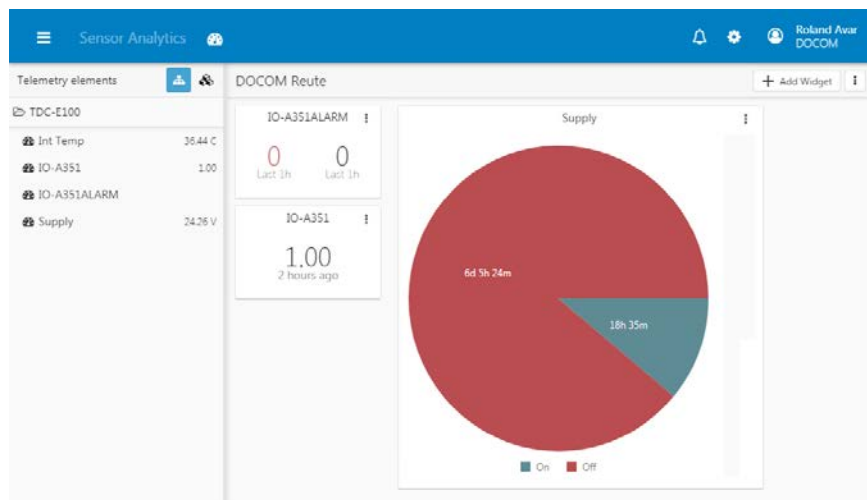 Sensor Analytics
Roland Avar
DOCOM
Telemetry elements
DOCOM Reute
Add Widget
TDC-E100
Int Temp 36.44 C
IO-A351 1.00
IO-A351ALARM
Supply 24.26 V
IO-A351ALARM
0 0
Last 1h Last 1h
IO-A351
1.00
2 hours ago
Supply
6d 5h 24m
18h 35m
On Off